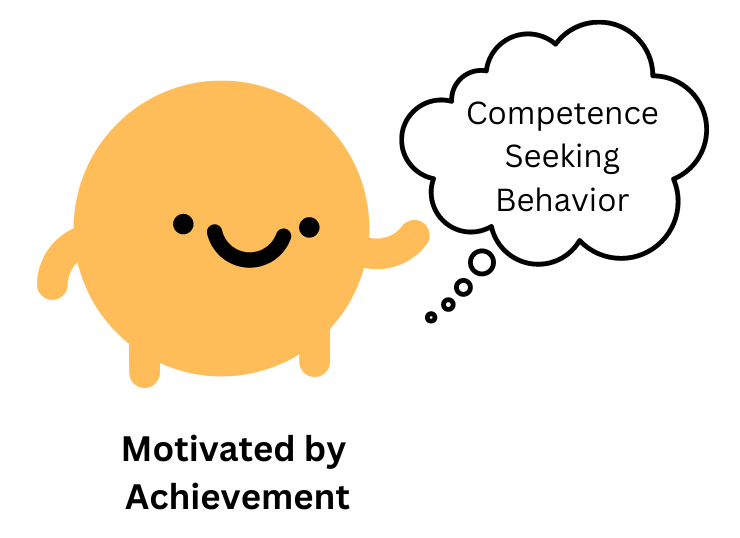 Competence
Seeking
Behavior
Motivated by
Achievement